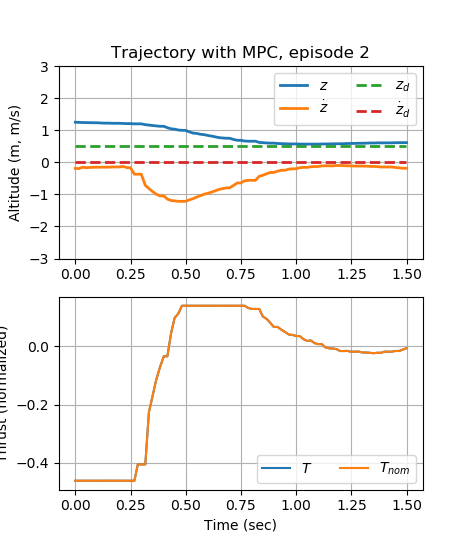 Trajectory with MPC, episode 2
3
2
1
0
−1
−2
−3
Altitude (m, m/s)
z
ż
z_d
ż_d
0.00 0.25 0.50 0.75 1.00 1.25 1.50
0.0
−0.2
−0.4
Thrust (normalized)
T
T_nom
0.00 0.25 0.50 0.75 1.00 1.25 1.50
Time (sec)